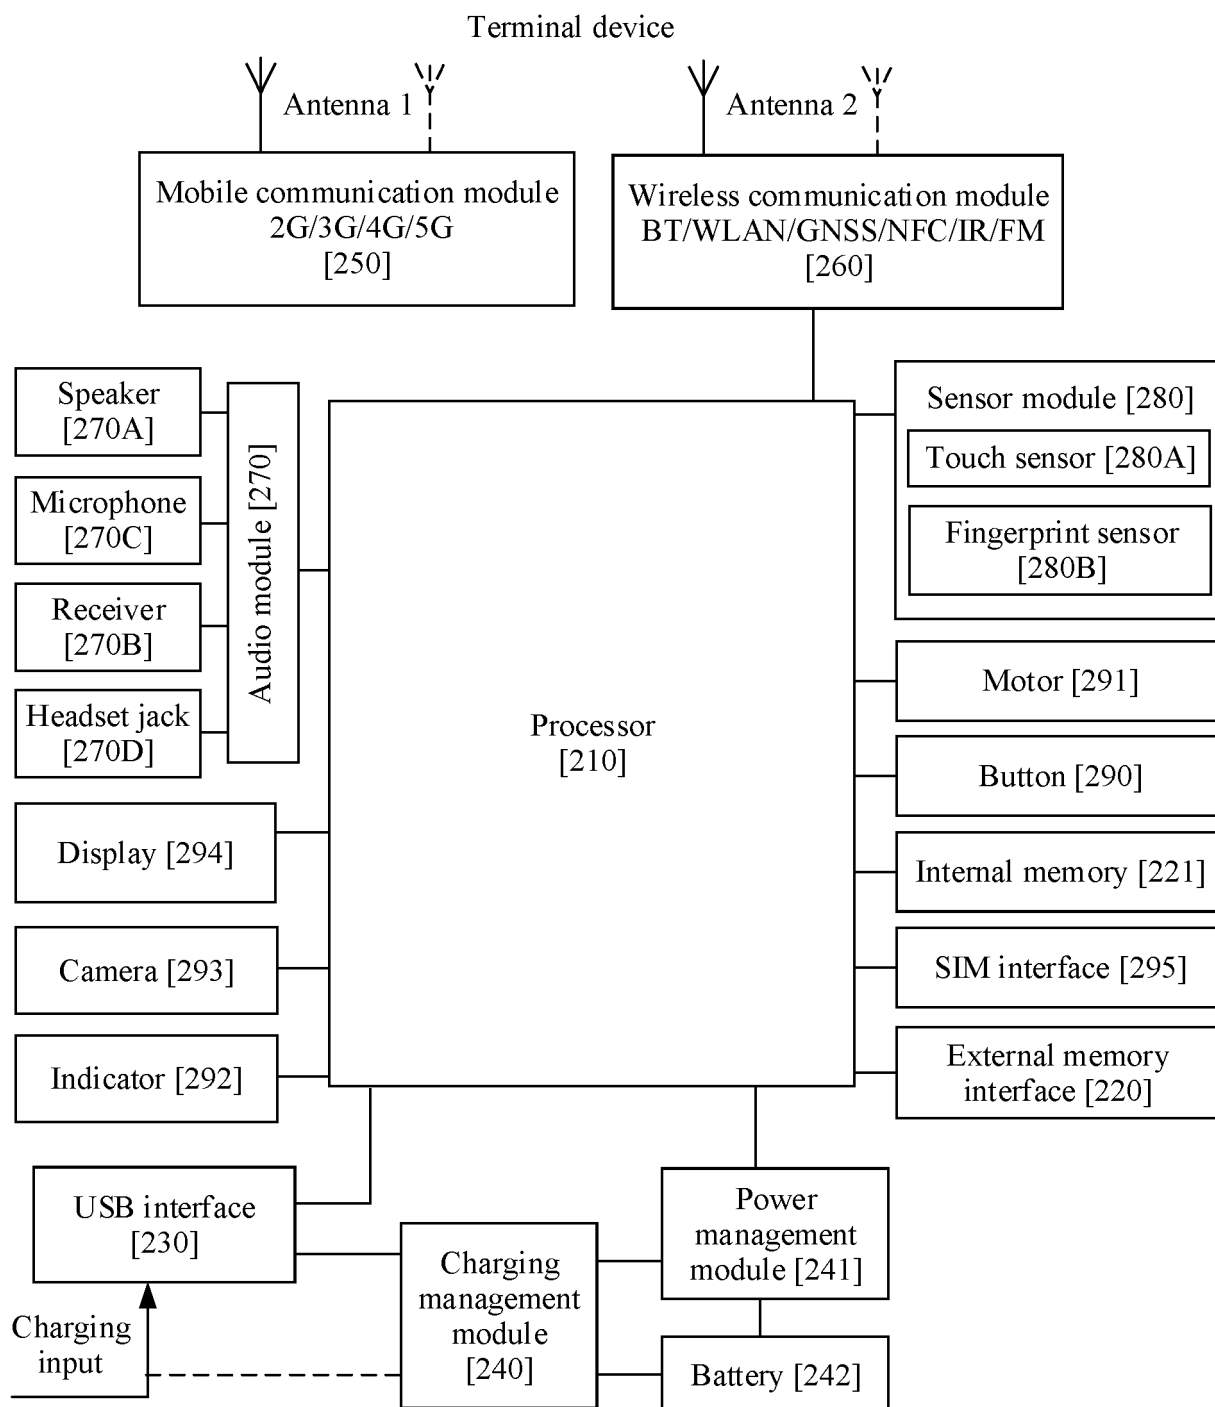 Terminal device
Antenna 1
Antenna 2
Mobile communication module
2G/3G/4G/5G
[250]
Wireless communication module
BT/WLAN/GNSS/NFC/IR/FM
[260]
Speaker
[270A]
Microphone
[270C]
Receiver
[270B]
Headset jack
[270D]
Audio module [270]
Display [294]
Camera [293]
Indicator [292]
Processor
[210]
Sensor module [280]
Touch sensor [280A]
Fingerprint sensor
[280B]
Motor [291]
Button [290]
Internal memory [221]
SIM interface [295]
External memory
interface [220]
USB interface
[230]
Charging
input
Charging
management
module
[240]
Power
management
module [241]
Battery [242]